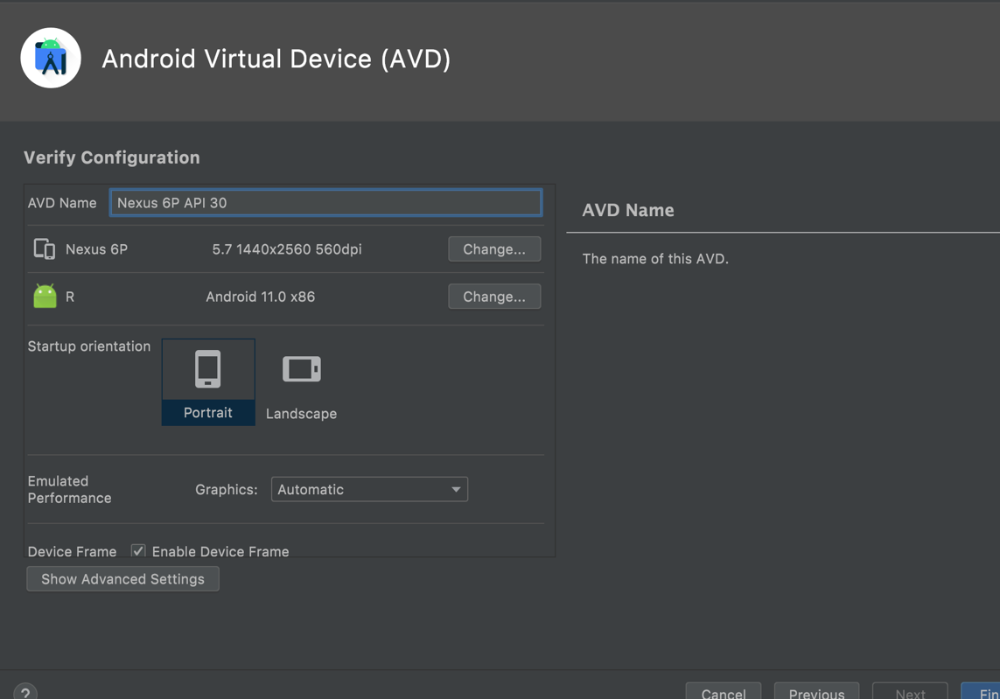 Android Virtual Device (AVD)
Verify Configuration
AVD Name Nexus 6P API 30
Nexus 6P 5.7 1440x2560 560dpi Change...
R Android 11.0 x86 Change...
Startup orientation
Portrait
Landscape
Emulated
Performance
Graphics: Automatic
Device Frame Enable Device Frame
Show Advanced Settings
AVD Name
The name of this AVD.
? Cancel Previous Next Fin